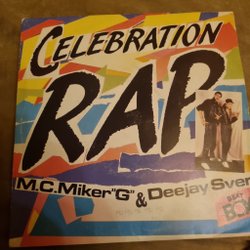 CELEBRATION
RAP
M.C. Miker "G" & Deejay Sven